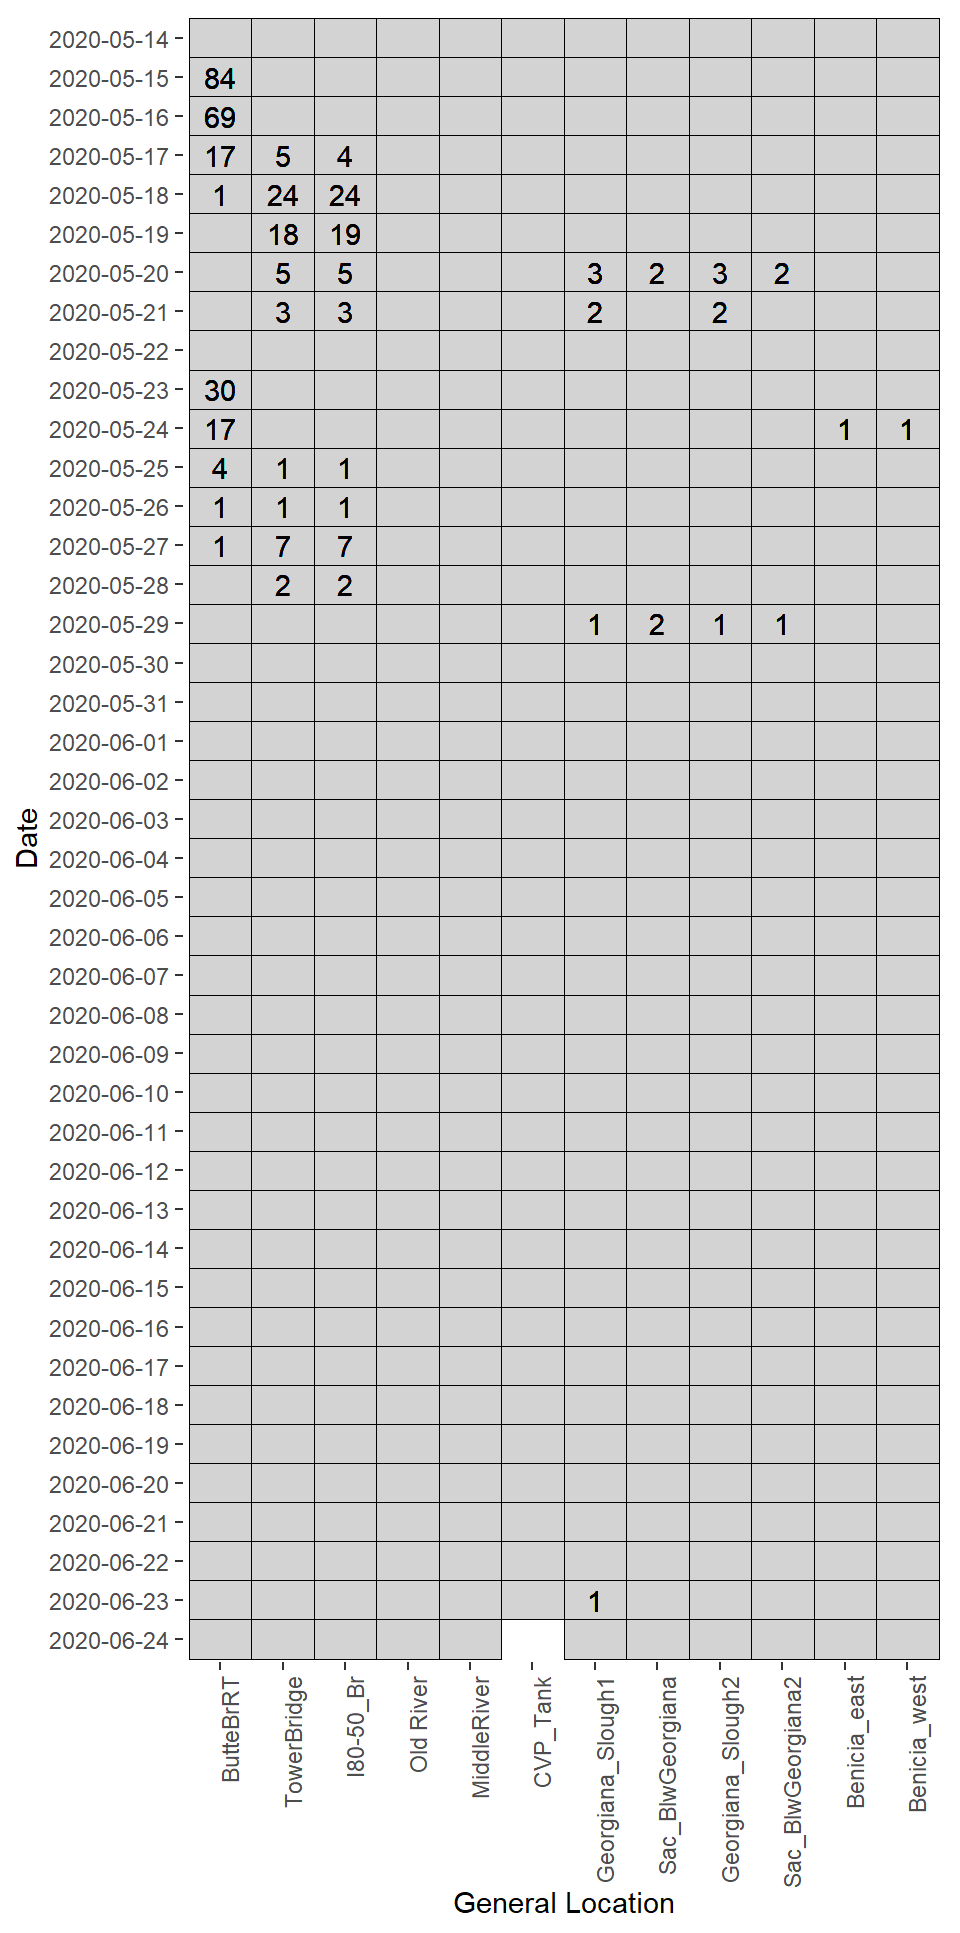 2020-05-14
2020-05-15 84
2020-05-16 69
2020-05-17 17 5 4
2020-05-18 1 24 24
2020-05-19 18 19
2020-05-20 5 5 3 2 3 2
2020-05-21 3 3 2 2
2020-05-22
2020-05-23 30
2020-05-24 17 1 1
2020-05-25 4 1 1
2020-05-26 1 1 1
2020-05-27 1 7 7
2020-05-28 2 2
2020-05-29 1 2 1 1
2020-05-30
2020-05-31
2020-06-01
2020-06-02
2020-06-03
2020-06-04
2020-06-05
2020-06-06
2020-06-07
2020-06-08
2020-06-09
2020-06-10
2020-06-11
2020-06-12
2020-06-13
2020-06-14
2020-06-15
2020-06-16
2020-06-17
2020-06-18
2020-06-19
2020-06-20
2020-06-21
2020-06-22
2020-06-23 1
2020-06-24
Date
ButteBrRT
TowerBridge
I80-50_Br
Old River
MiddleRiver
CVP_Tank
Georgiana_Slough1
Sac_BlwGeorgiana
Georgiana_Slough2
Sac_BlwGeorgiana2
Benicia_east
Benicia_west
General Location